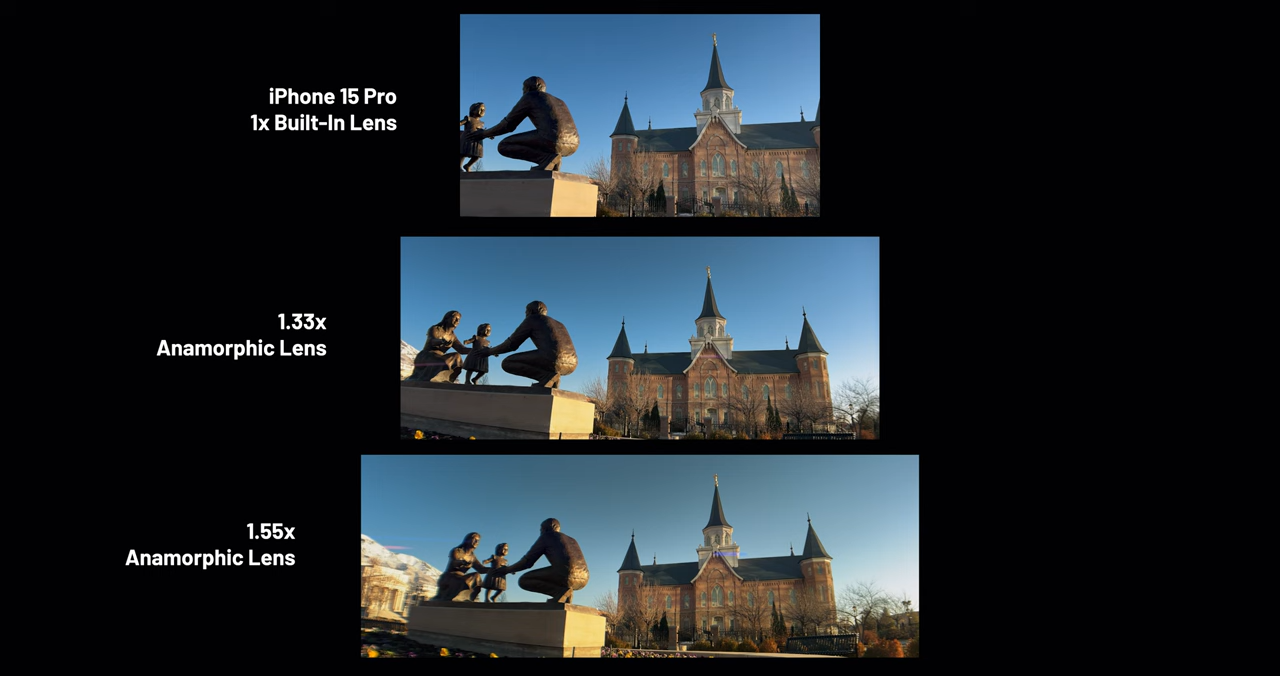 iPhone 15 Pro
1x Built-In Lens
1.33x
Anamorphic Lens
1.55x
Anamorphic Lens